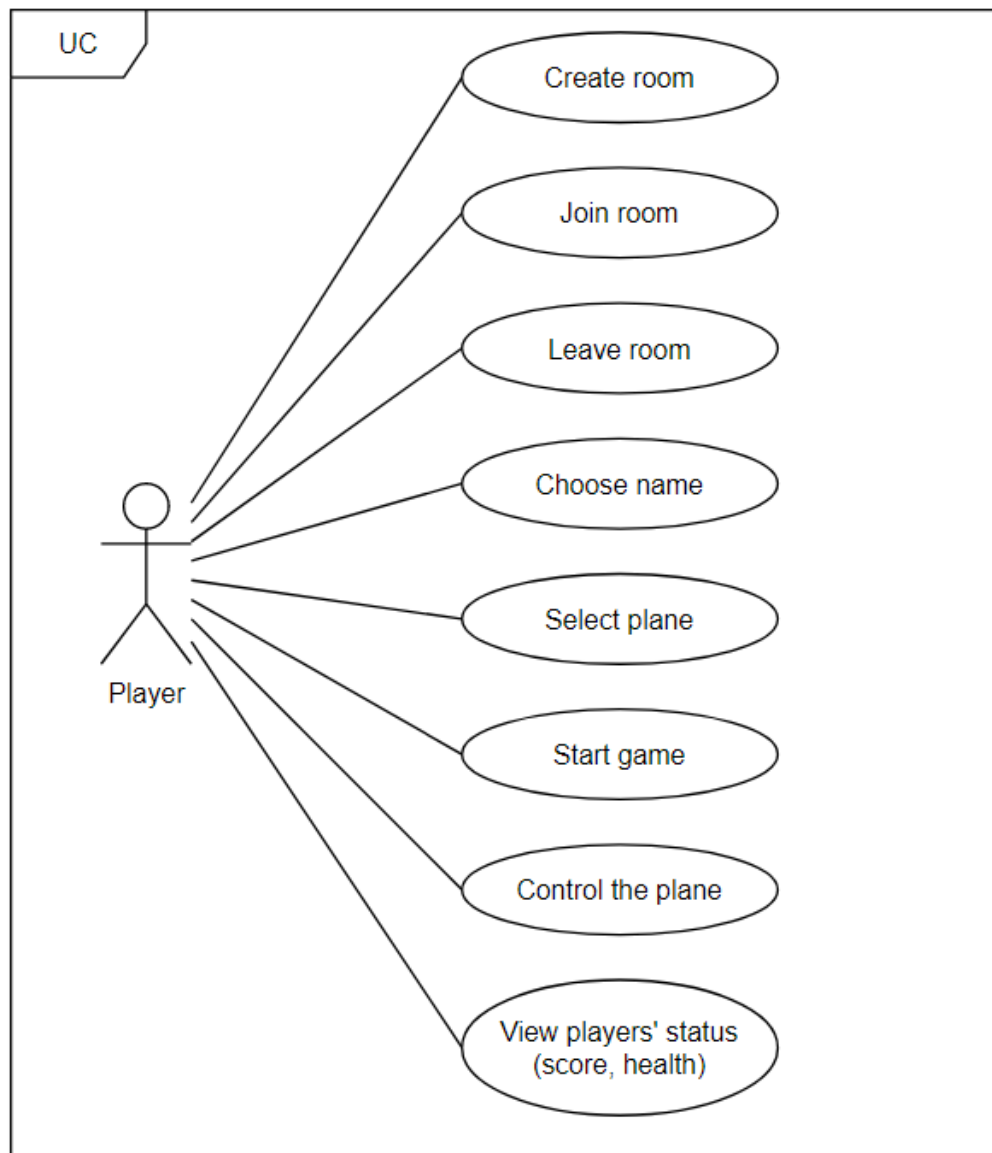 UC
Create room
Join room
Leave room
Choose name
Select plane
Player
Start game
Control the plane
View players' status
(score, health)